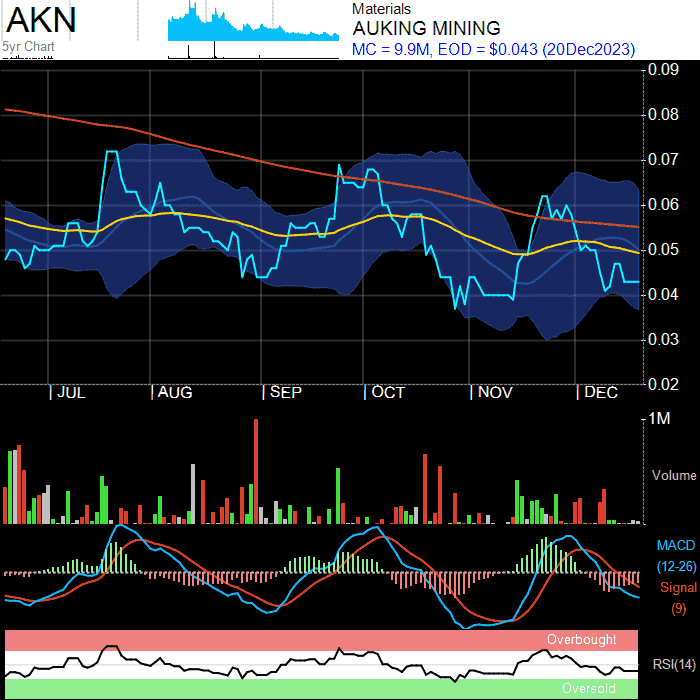 AKN
5yr Chart
Materials
AUKING MINING
MC = 9.9M, EOD = $0.043 (20Dec2023)
0.09
0.08
0.07
0.06
0.05
0.04
0.03
0.02
| JUL | AUG | SEP | OCT | NOV | DEC
1M
Volume
MACD
(12-26)
Signal
(9)
Overbought
RSI(14)
Oversold